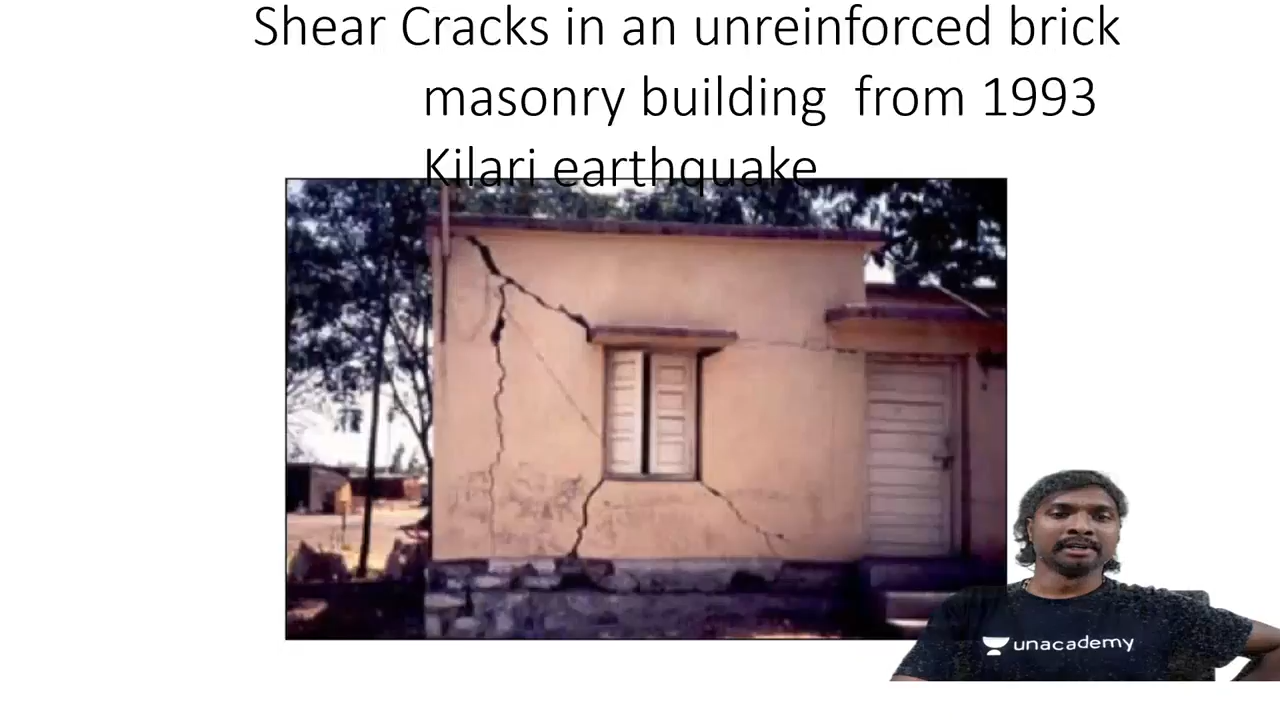 Shear Cracks in an unreinforced brick
masonry building from 1993
Kilari earthquake
unacademy